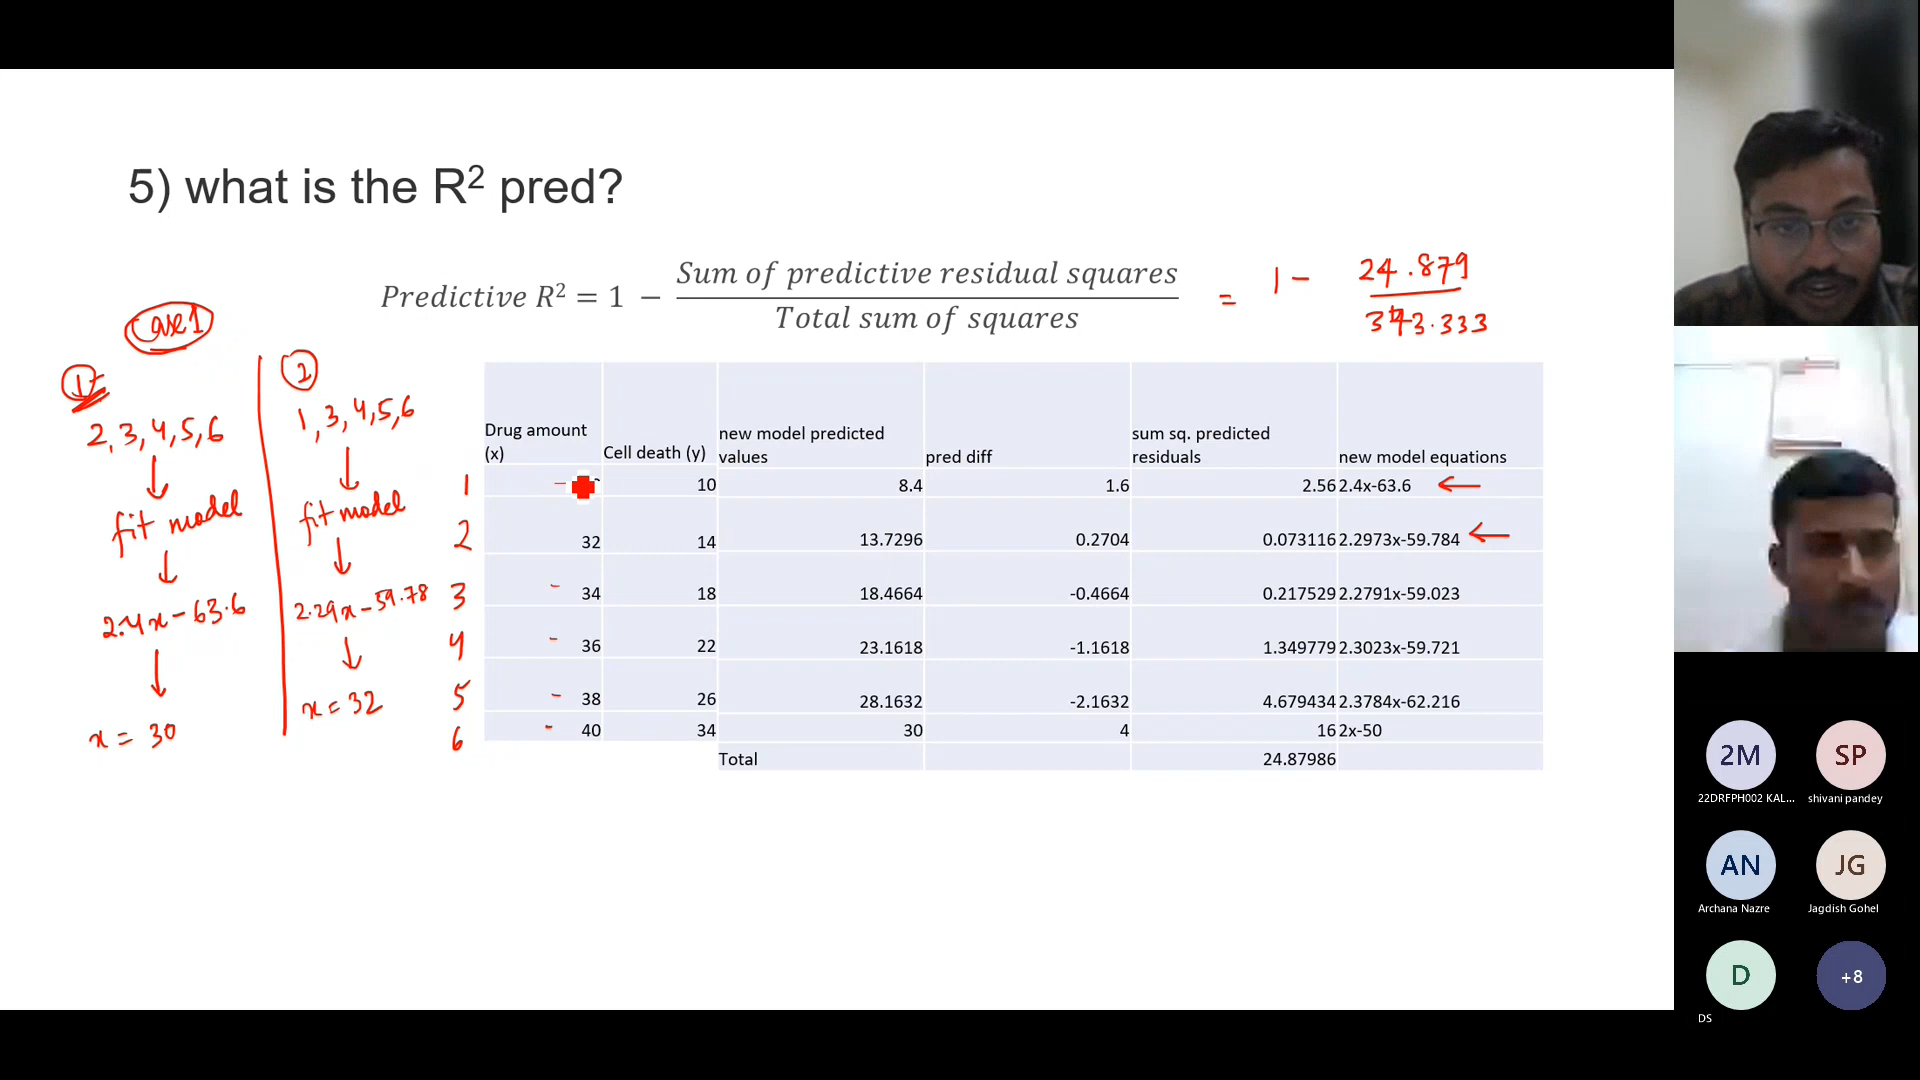 5) what is the R² pred?
Predictive R² = 1 − Sum of predictive residual squares / Total sum of squares
= 1 - 24.879 / 343.333
Case 1
1
2,3,4,5,6
fit model
2.4x-63.6
x = 30
2
1,3,4,5,6
fit model
2.29x-59.78
x = 32
Drug amount (x) Cell death (y) new model predicted values pred diff sum sq. predicted residuals new model equations
1 10 8.4 1.6 2.56 2.4x-63.6
2 32 14 13.7296 0.2704 0.073116 2.2973x-59.784
3 34 18 18.4664 -0.4664 0.217529 2.2791x-59.023
4 36 22 23.1618 -1.1618 1.349779 2.3023x-59.721
5 38 26 28.1632 -2.1632 4.679434 2.3784x-62.216
6 40 34 30 4 16 2x-50
Total 24.87986
2M SP
22DRFPH002 KAL... shivani pandey
AN JG
Archana Nazre Jagdish Gohel
D +8
DS